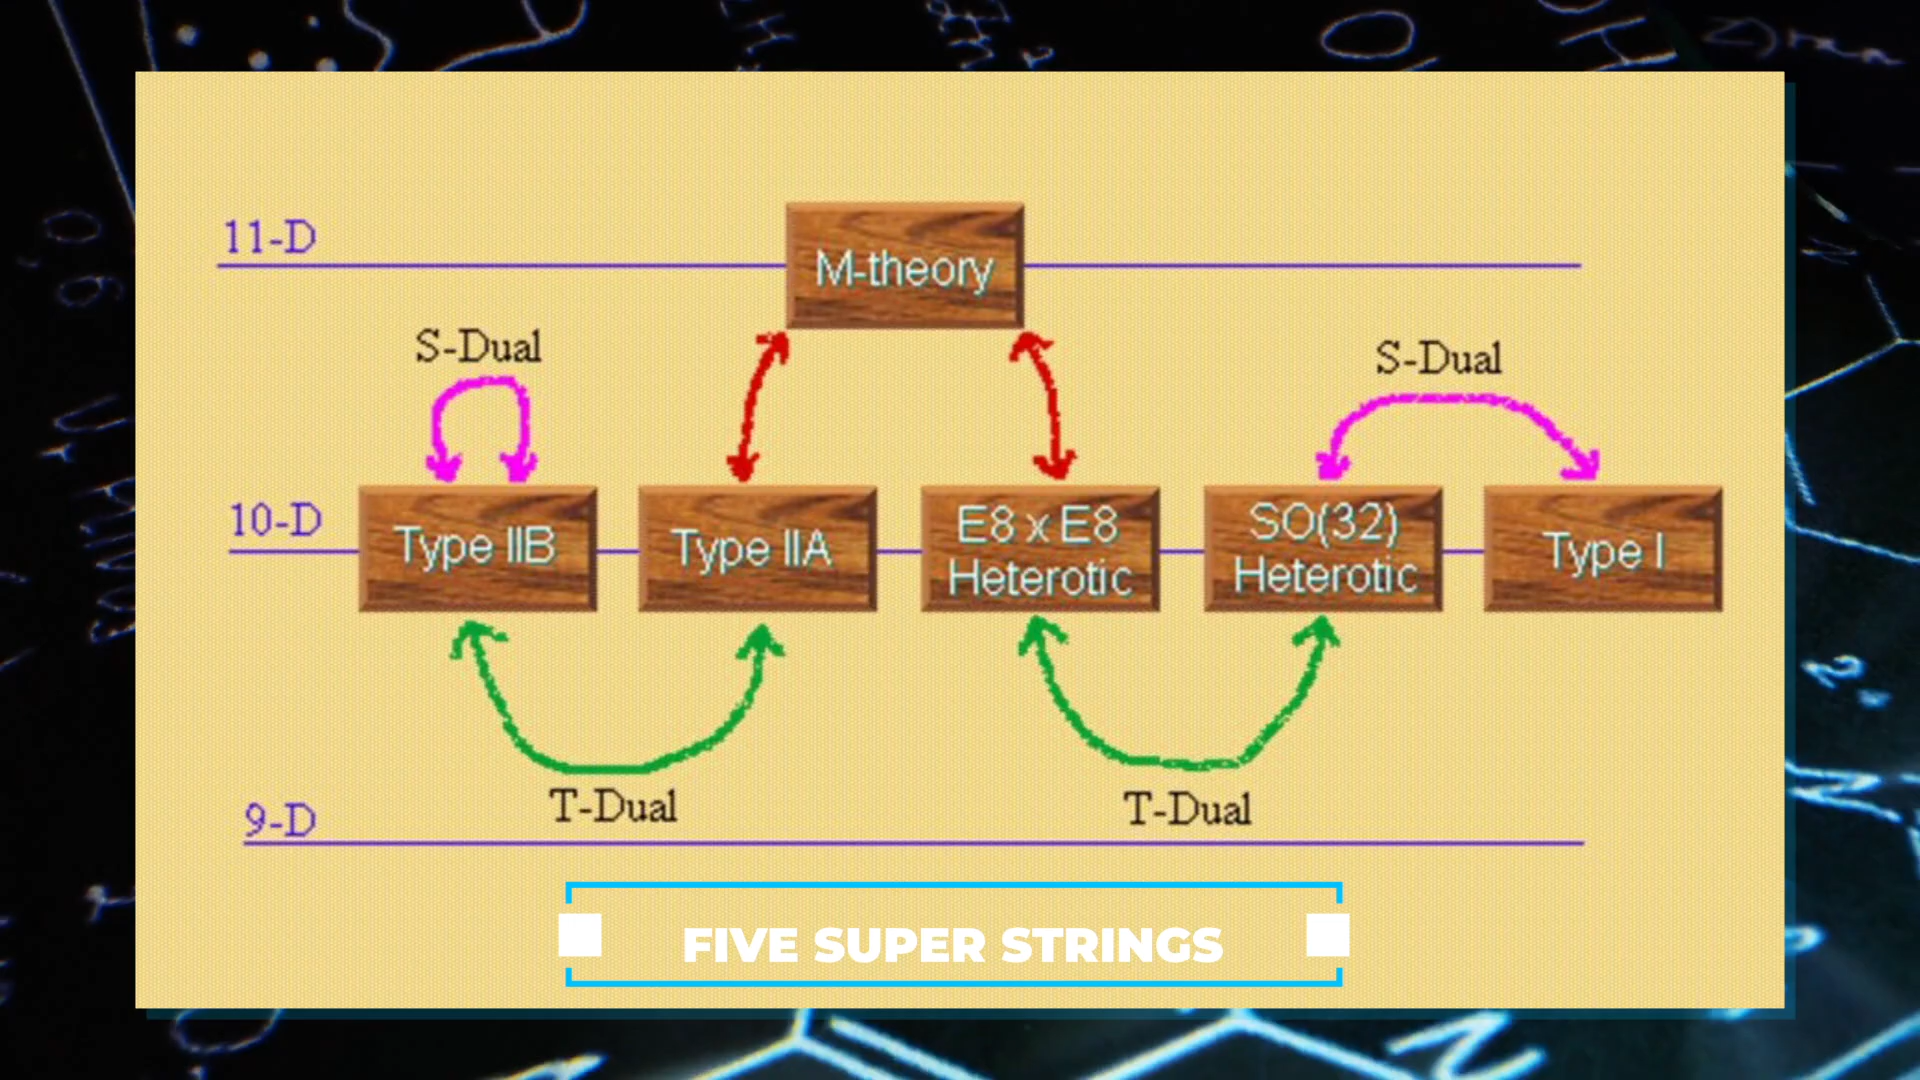 11-D
M-theory
S-Dual
S-Dual
10-D
Type IIB
Type IIA
E8 x E8
Heterotic
SO(32)
Heterotic
Type I
T-Dual
T-Dual
9-D
FIVE SUPER STRINGS